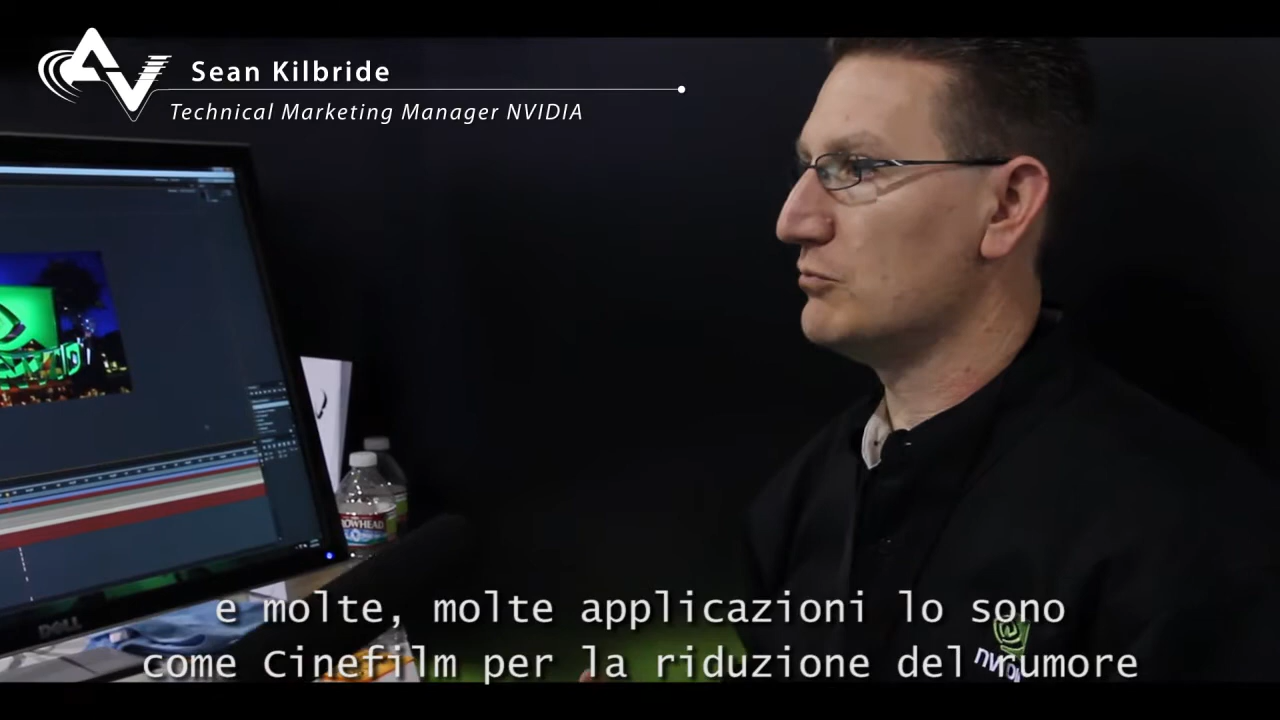 Sean Kilbride
Technical Marketing Manager NVIDIA
ROWHEAD
DELL
e molte, molte applicazioni lo sono
come Cinefilm per la riduzione del rumore